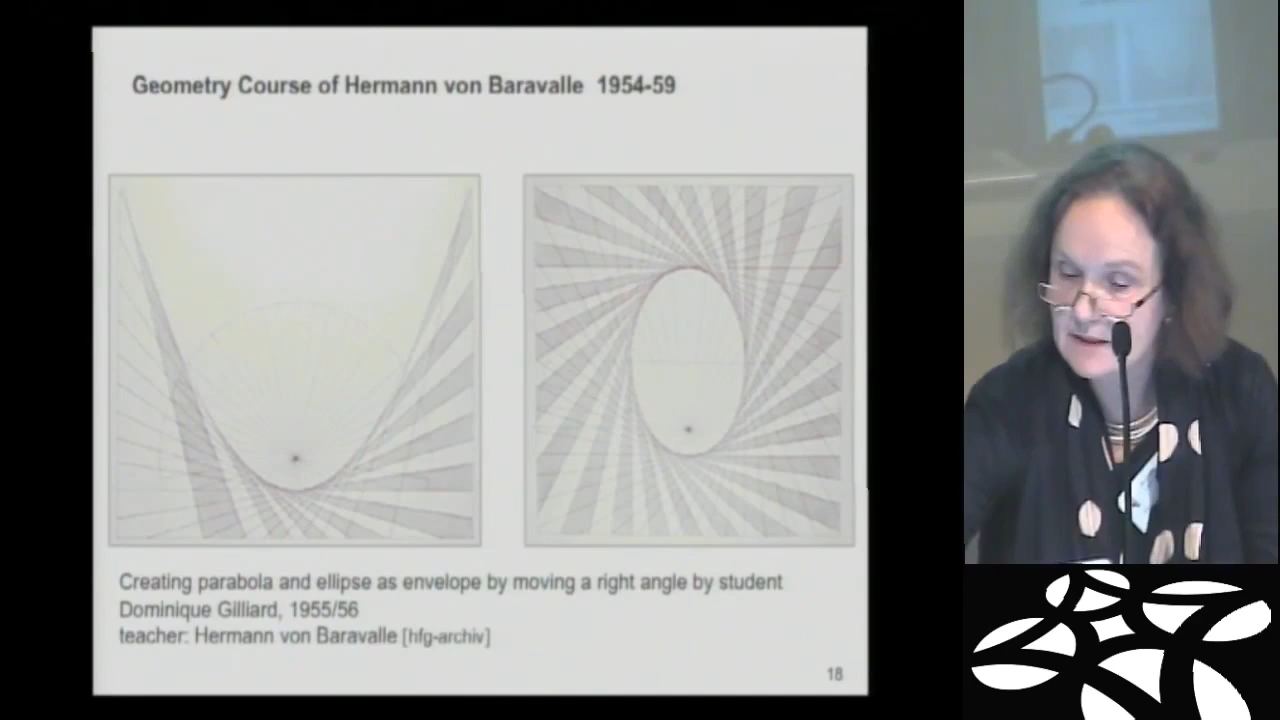 Geometry Course of Hermann von Baravalle 1954-59
Creating parabola and ellipse as envelope by moving a right angle by student
Dominique Gilliard, 1955/56
teacher: Hermann von Baravalle [hfg-archiv]
18